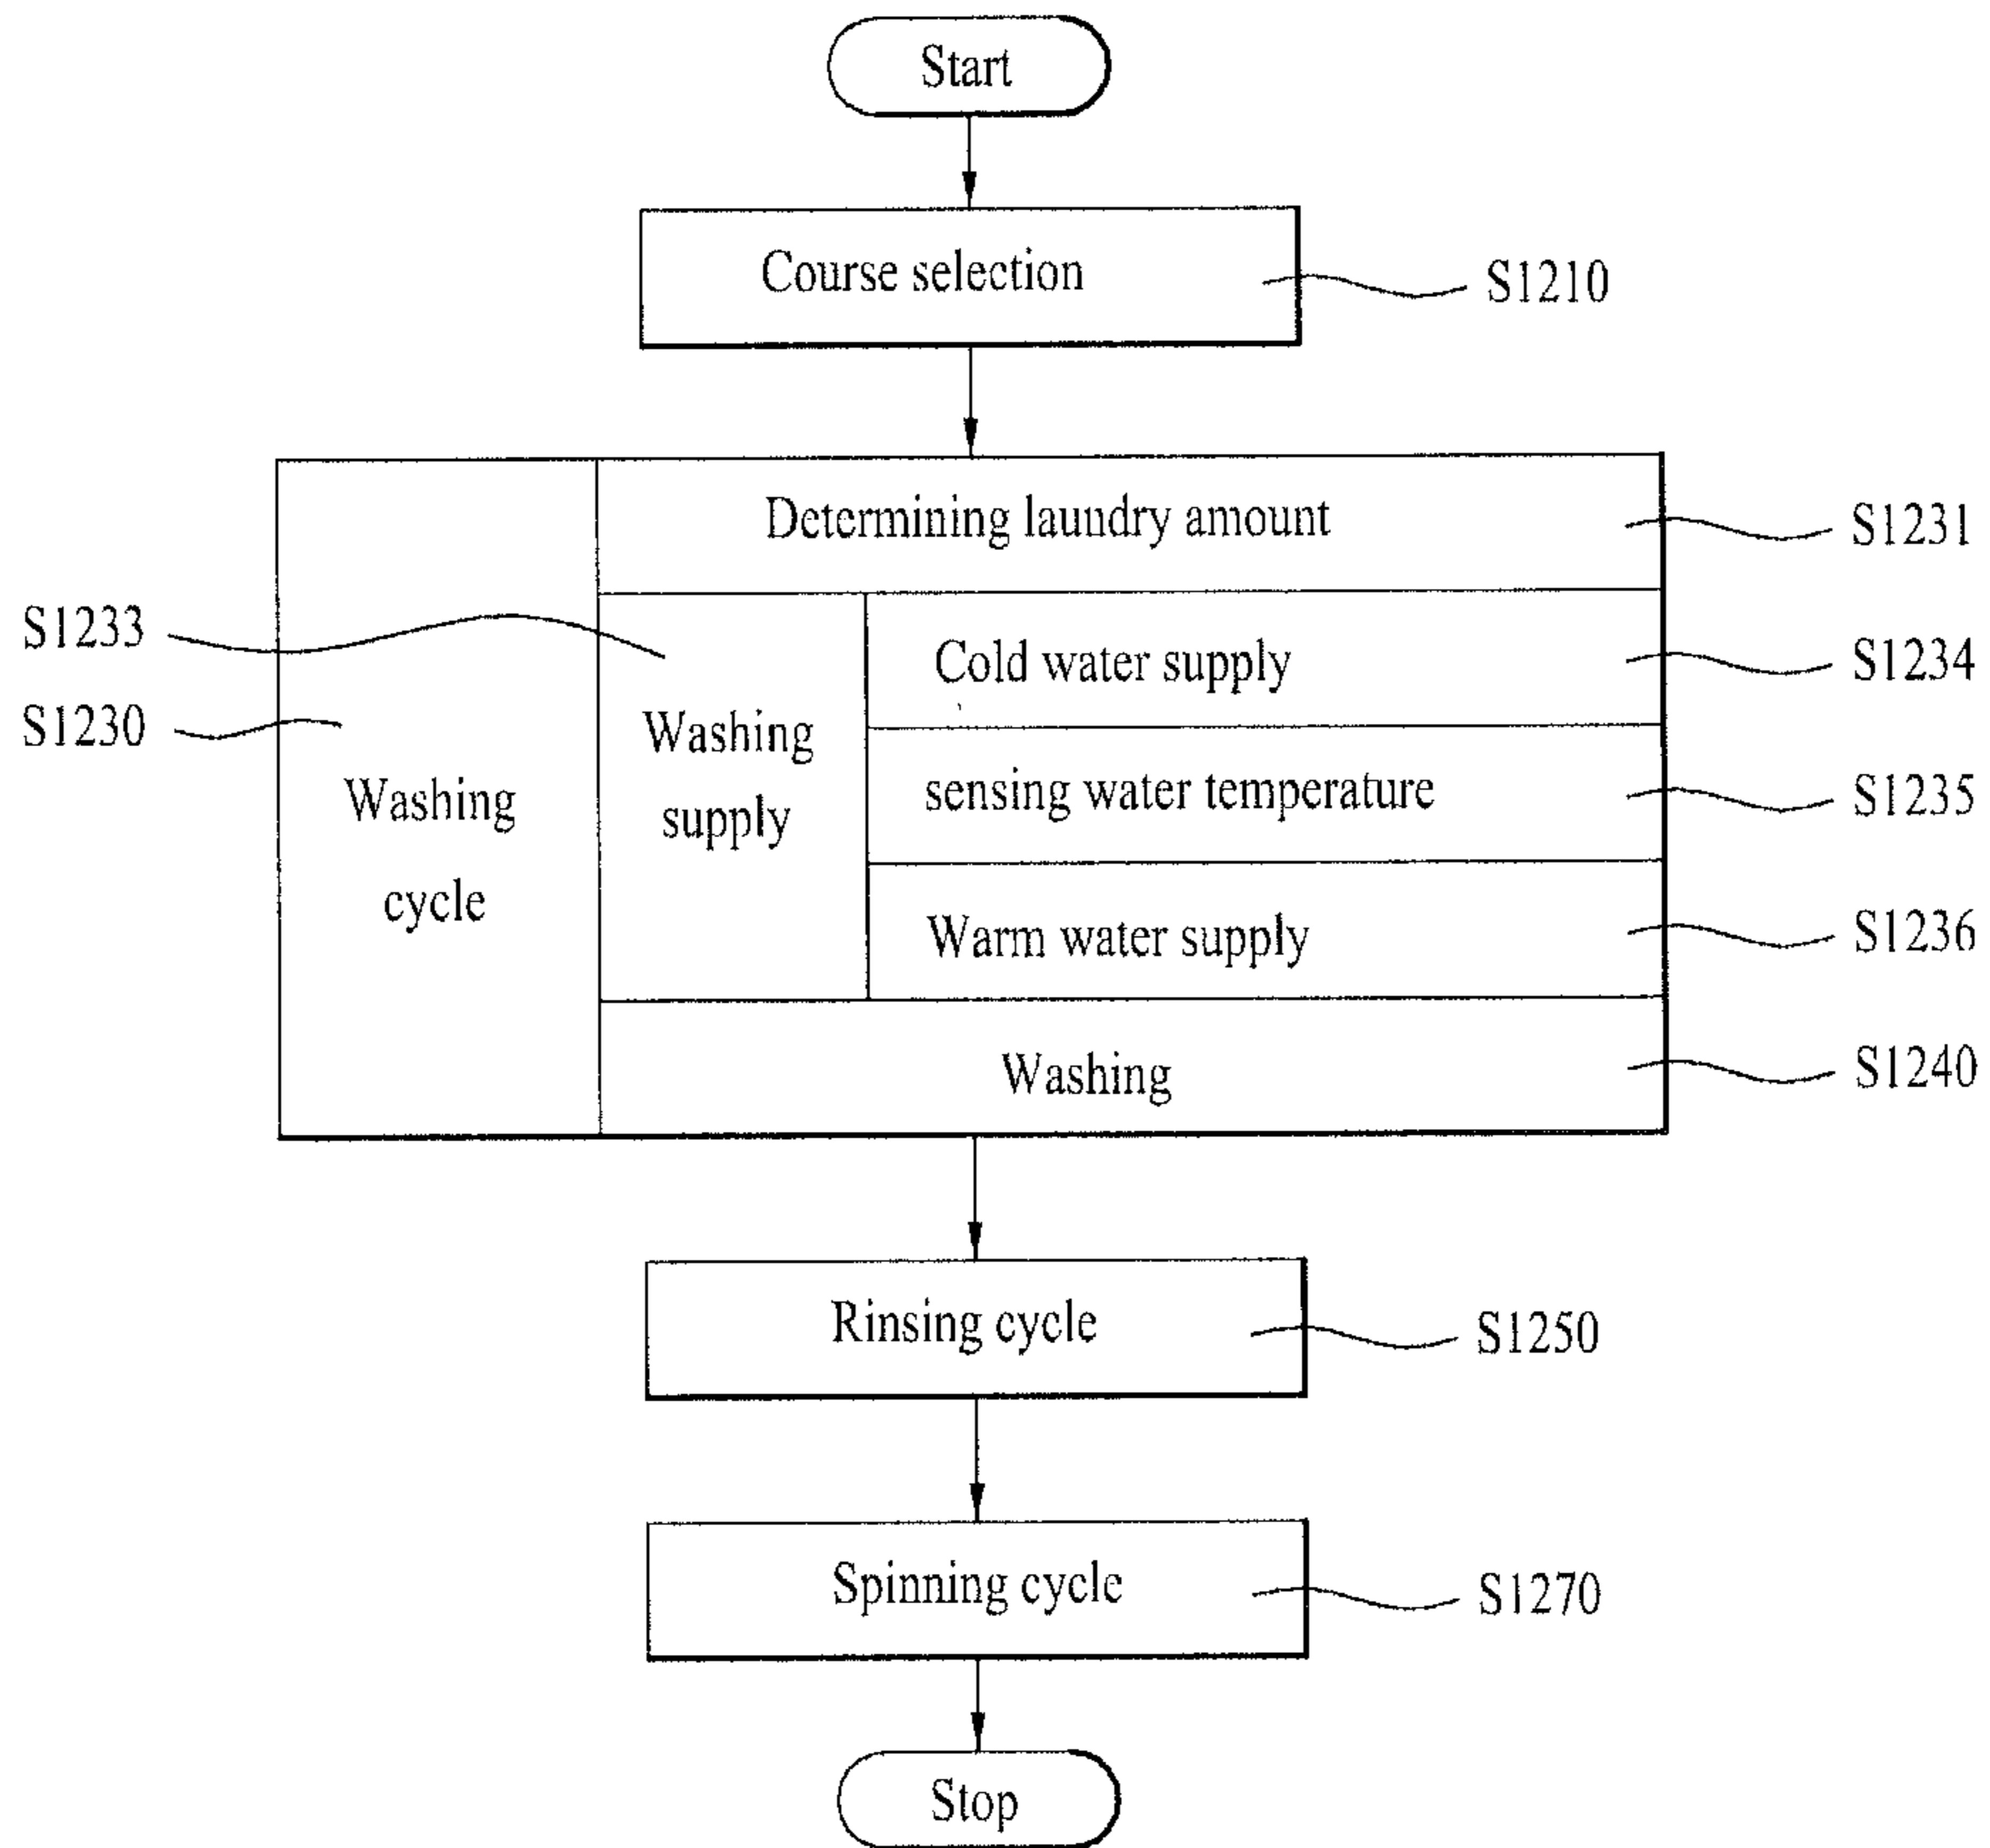 Start
Course selection
S1210
Determining laundry amount
S1231
S1233
Cold water supply
S1234
S1230
Washing
supply
Washing
cycle
sensing water temperature
S1235
Warm water supply
S1236
Washing
S1240
Rinsing cycle
S1250
Spinning cycle
S1270
Stop